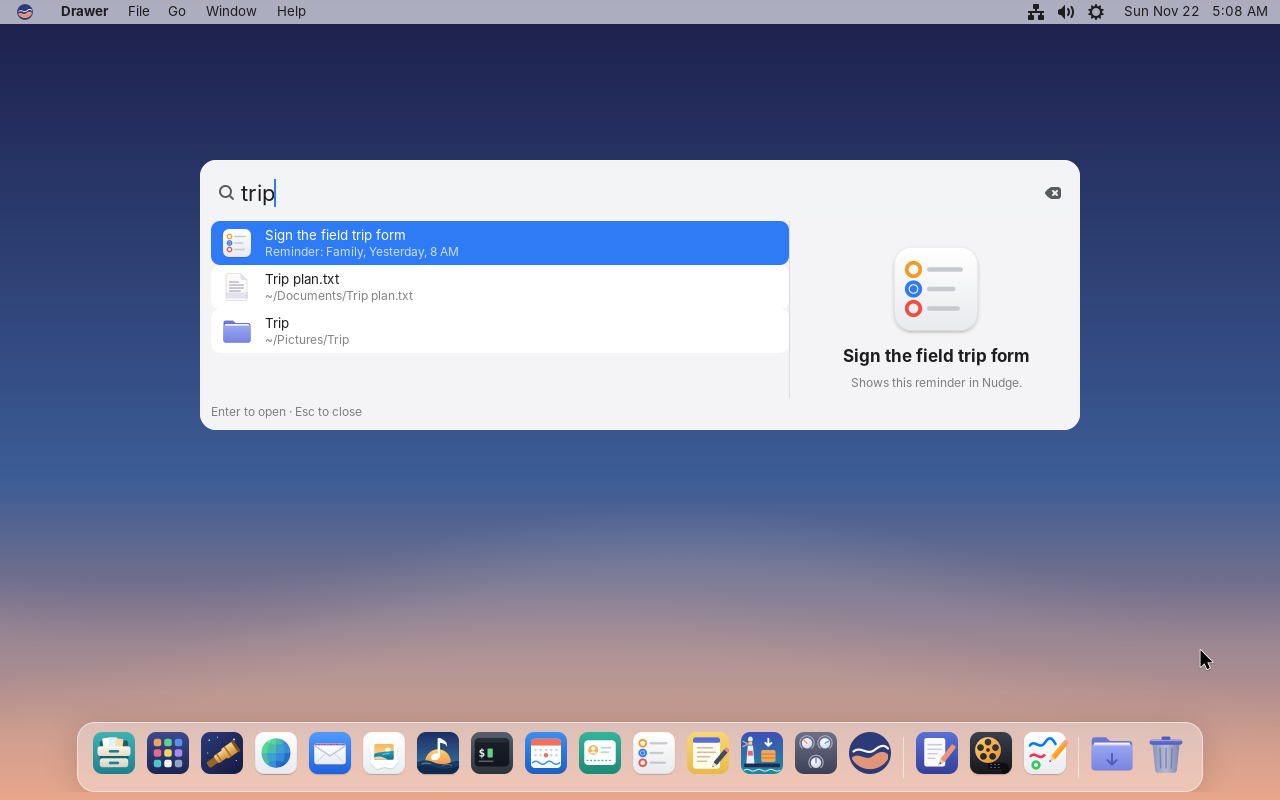 Drawer File Go Window Help Sun Nov 22 5:08 AM
trip
Sign the field trip form
Reminder: Family, Yesterday, 8 AM
Trip plan.txt
~/Documents/Trip plan.txt
Trip
~/Pictures/Trip
Sign the field trip form
Shows this reminder in Nudge.
Enter to open · Esc to close
$